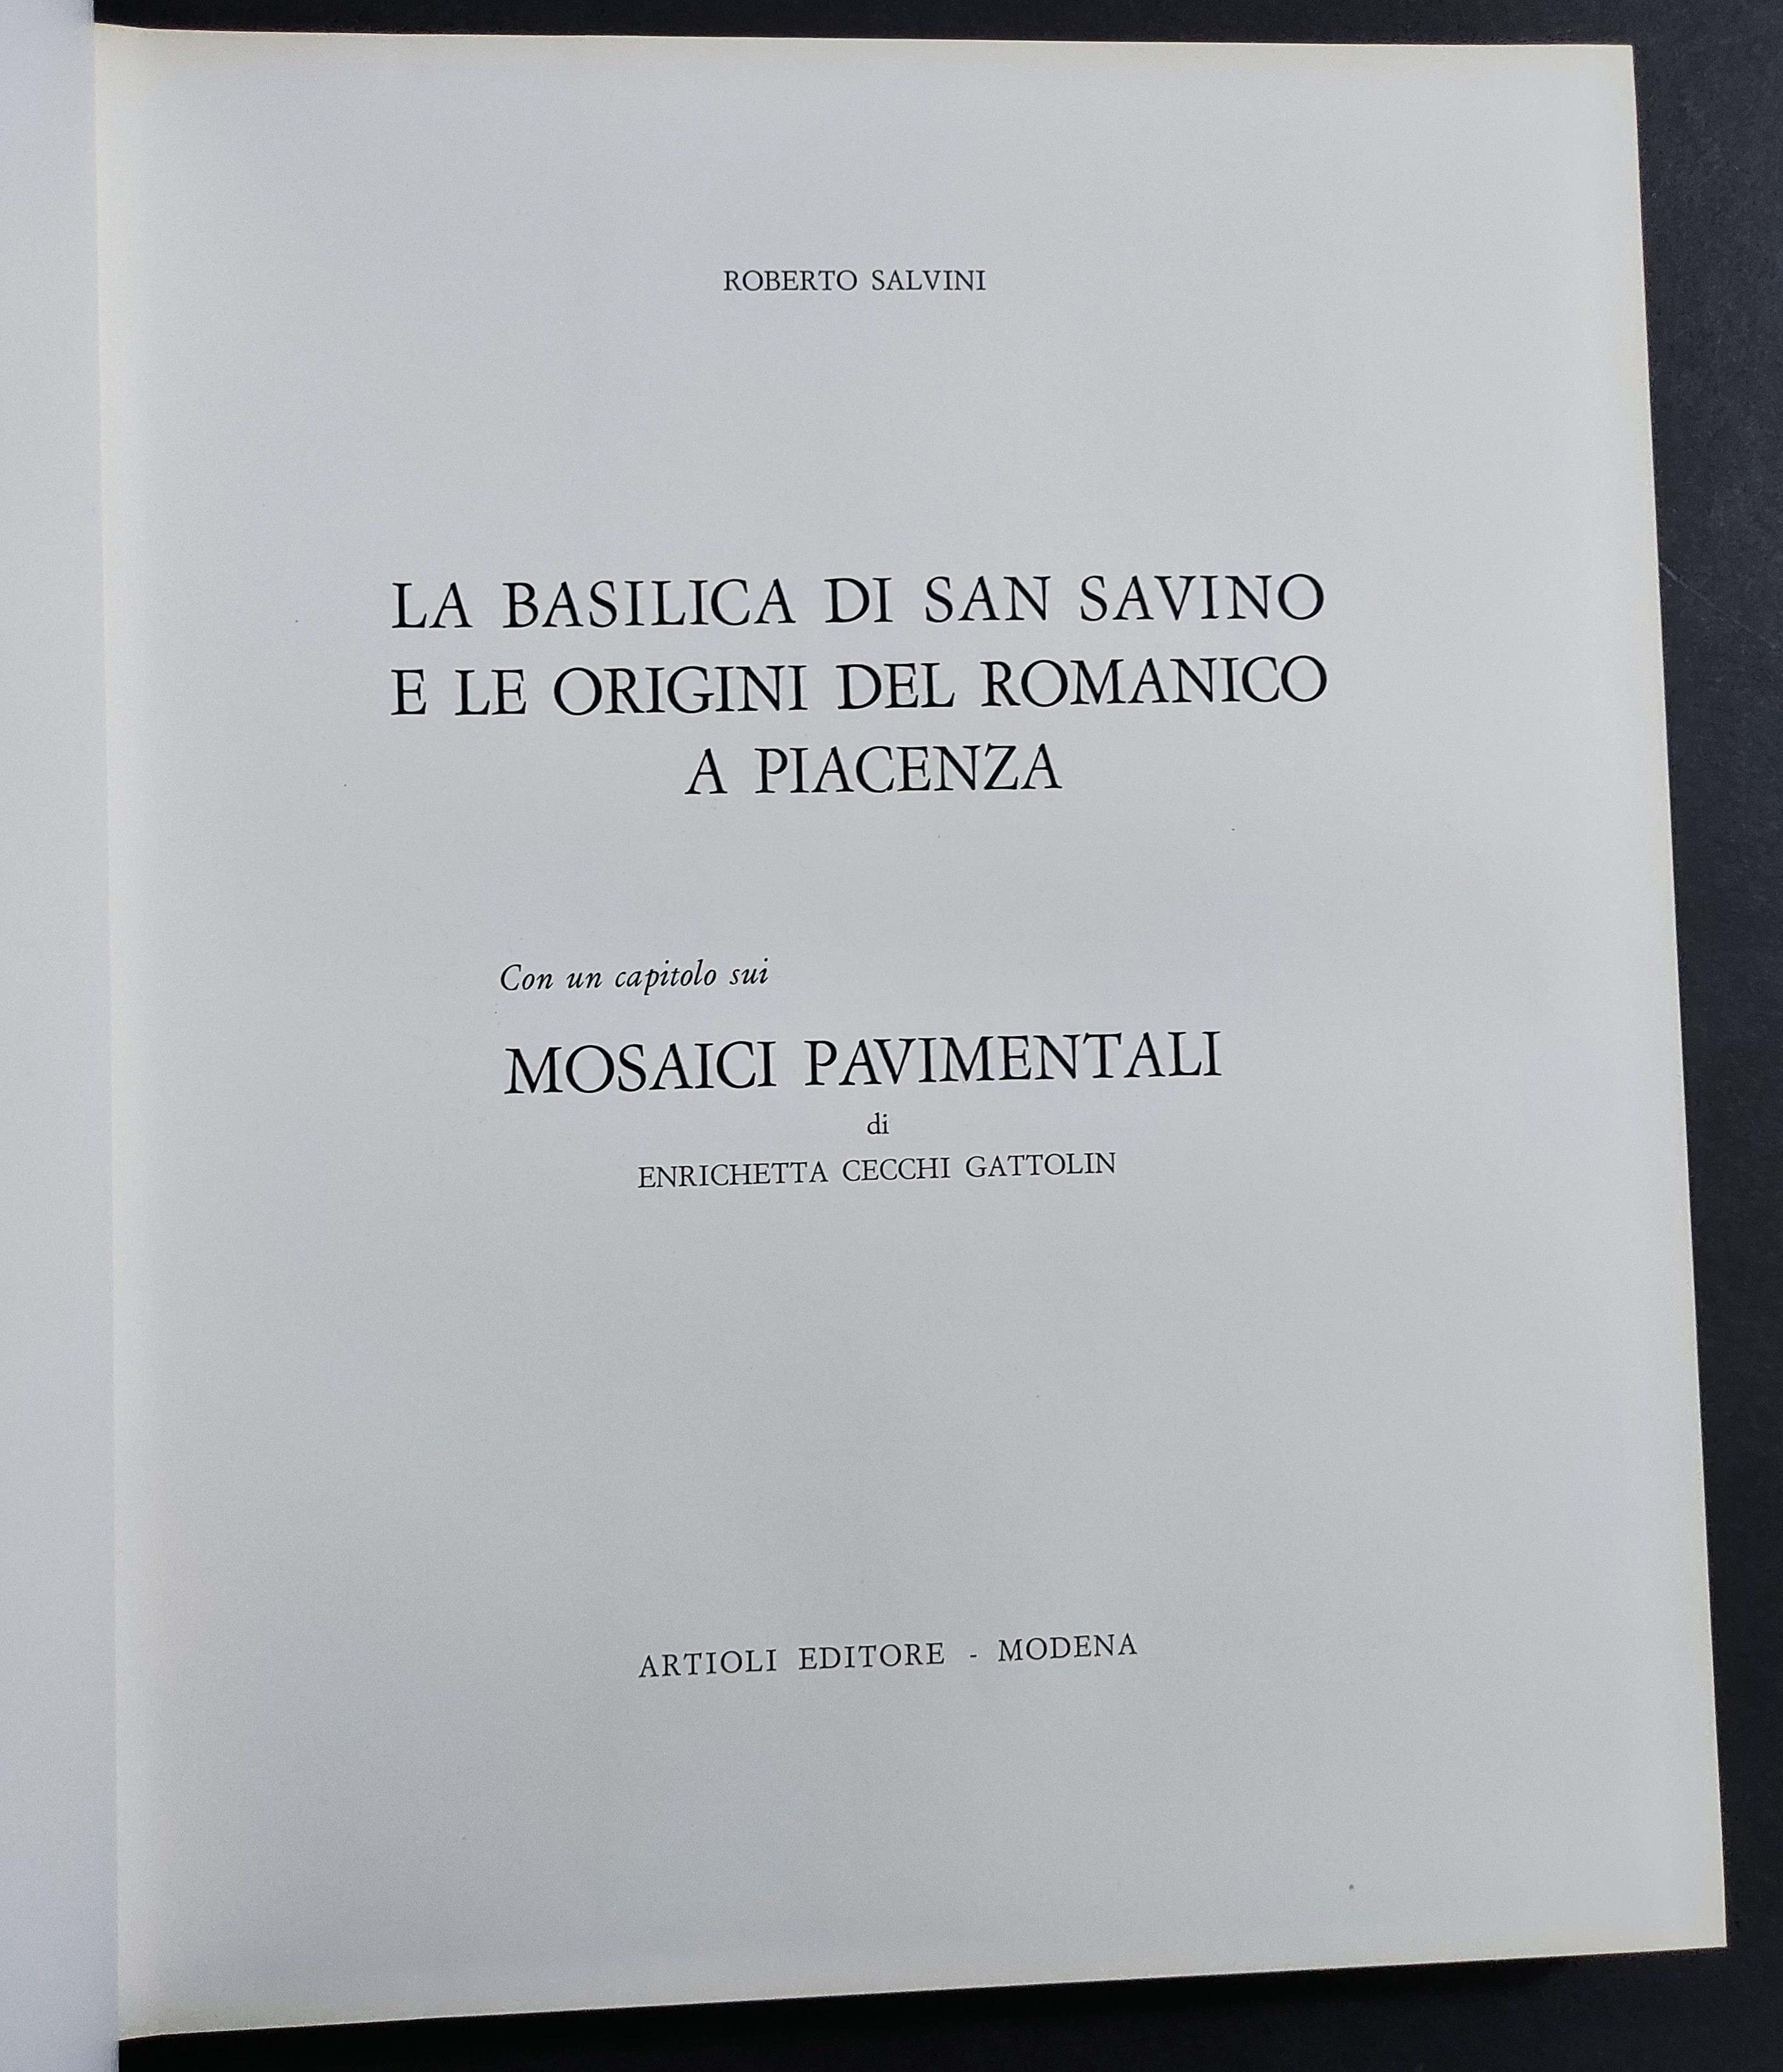 ROBERTO SALVINI
LA BASILICA DI SAN SAVINO
E LE ORIGINI DEL ROMANICO
A PIACENZA
Con un capitolo sui
MOSAICI PAVIMENTALI
di
ENRICHETTA CECCHI GATTOLIN
ARTIOLI EDITORE - MODENA